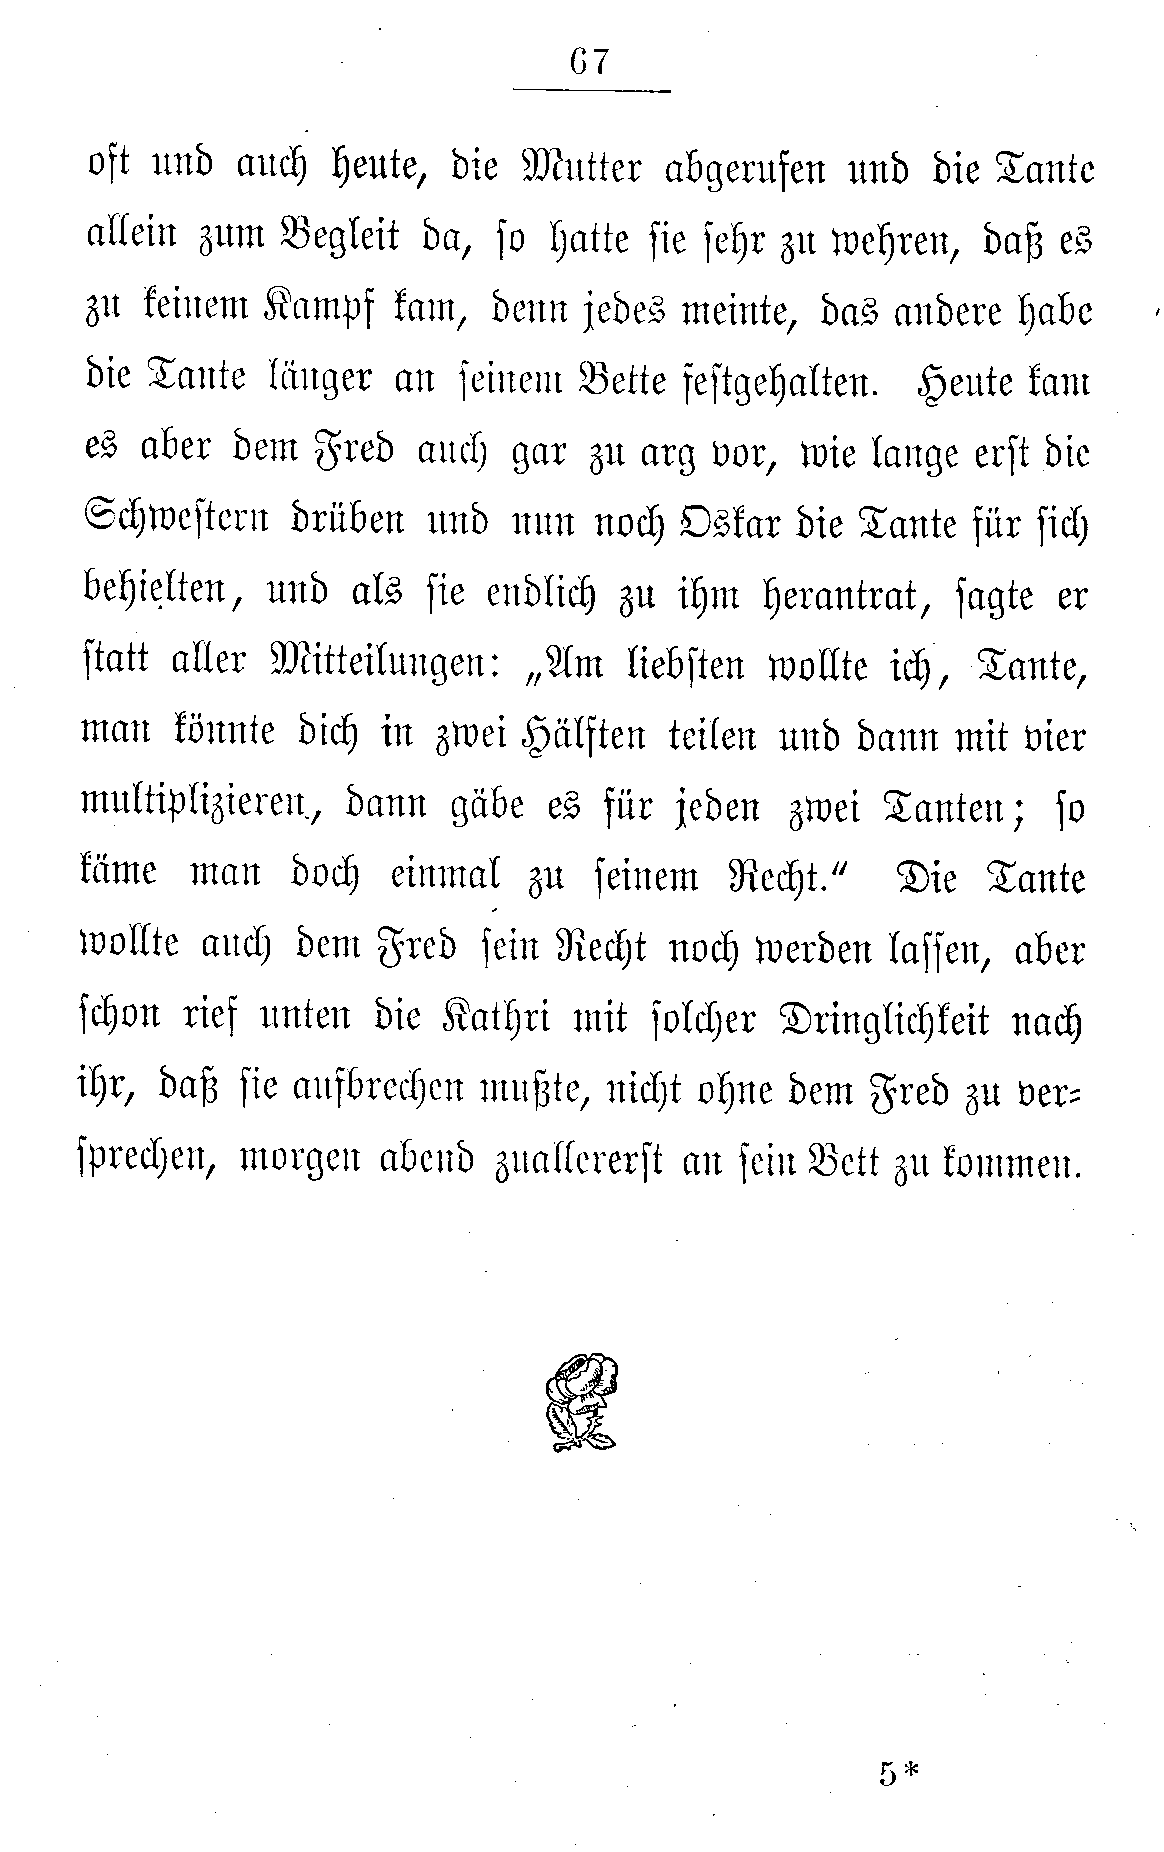 67
oft und auch heute, die Mutter abgerufen und die Tante
allein zum Begleit da, so hatte sie sehr zu wehren, daß es
zu keinem Kampf kam, denn jedes meinte, das andere habe
die Tante länger an seinem Bette festgehalten. Heute kam
es aber dem Fred auch gar zu arg vor, wie lange erst die
Schwestern drüben und nun noch Oskar die Tante für sich
behielten, und als sie endlich zu ihm herantrat, sagte er
statt aller Mitteilungen: „Am liebsten wollte ich, Tante,
man könnte dich in zwei Hälften teilen und dann mit vier
multiplizieren, dann gäbe es für jeden zwei Tanten; so
käme man doch einmal zu seinem Recht.“ Die Tante
wollte auch dem Fred sein Recht noch werden lassen, aber
schon rief unten die Kathri mit solcher Dringlichkeit nach
ihr, daß sie aufbrechen mußte, nicht ohne dem Fred zu ver-
sprechen, morgen abend zuallererst an sein Bett zu kommen.
5*